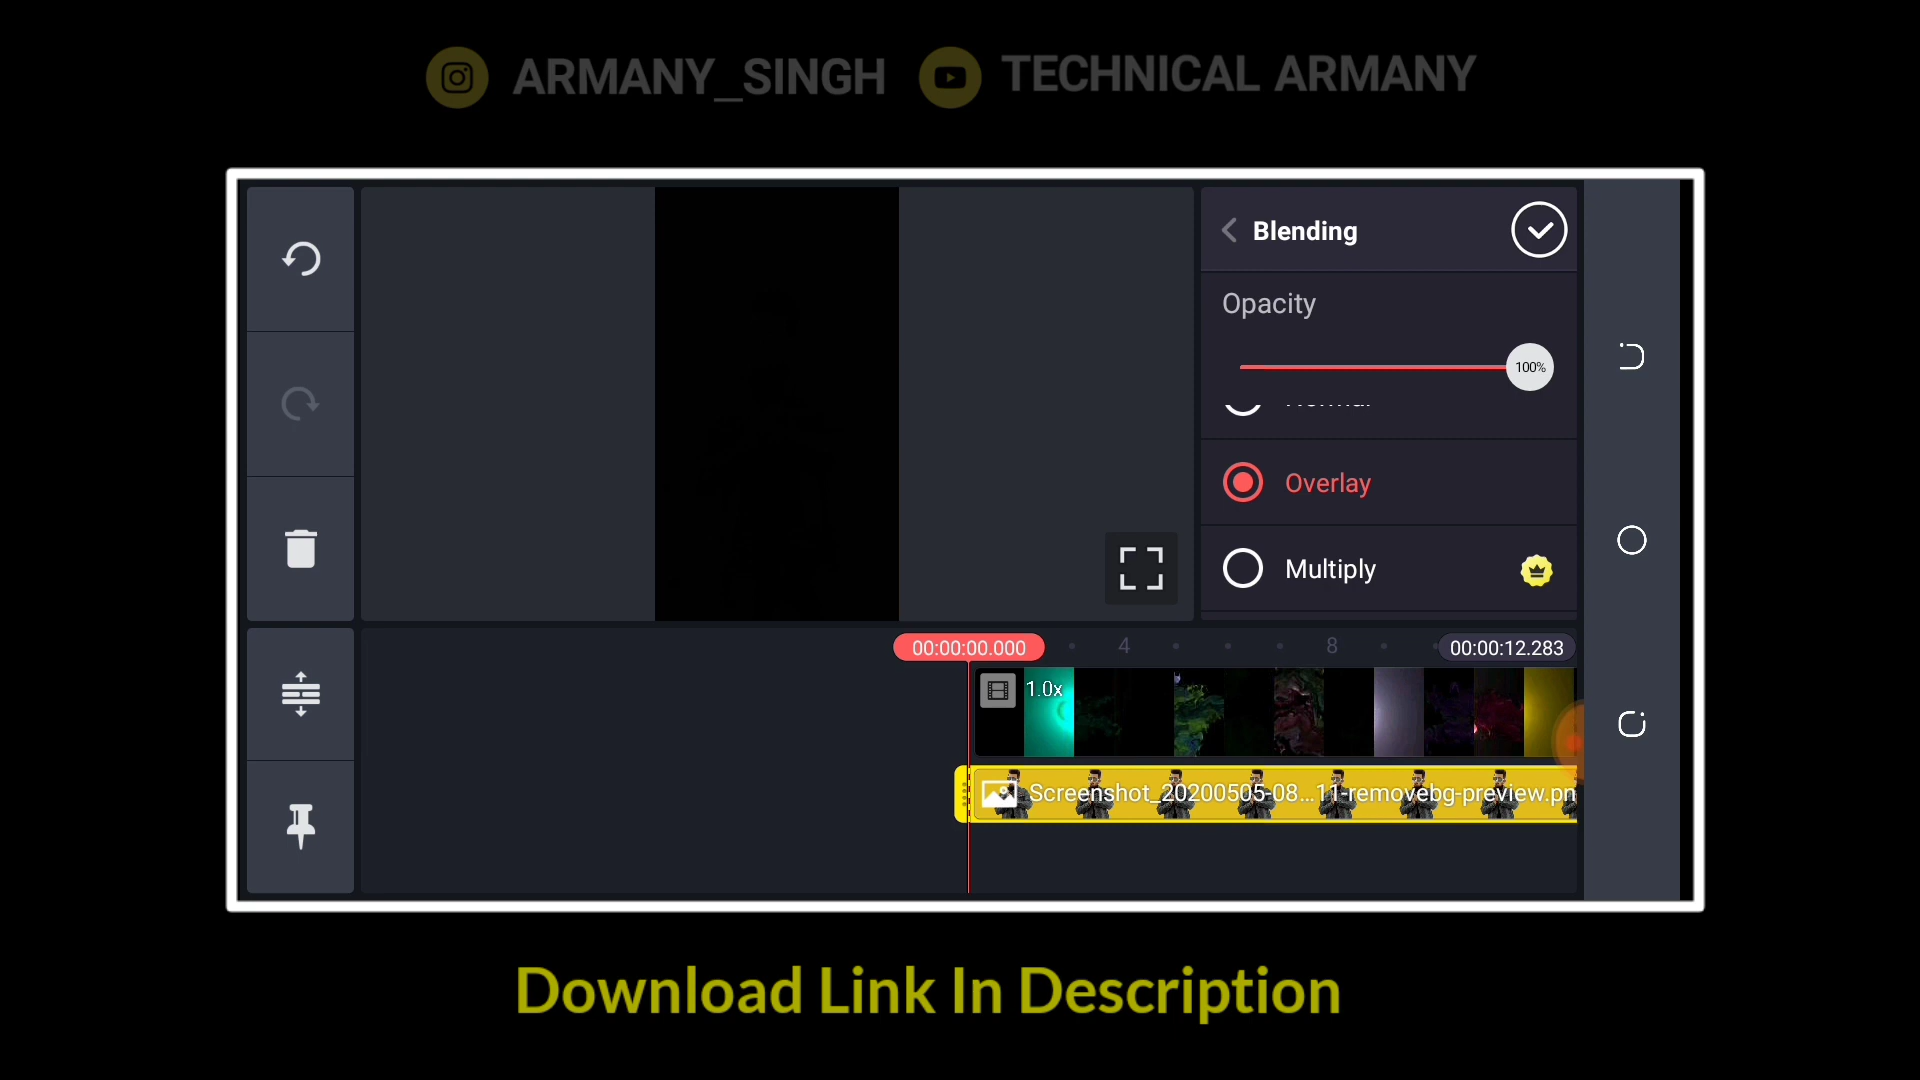 ARMANY_SINGH TECHNICAL ARMANY
Blending
Opacity
100%
Normal
Overlay
Multiply
00:00:00.000 4 8 00:00:12.283
1.0x
Screenshot_20200505-08...11-removebg-preview.pn
Download Link In Description